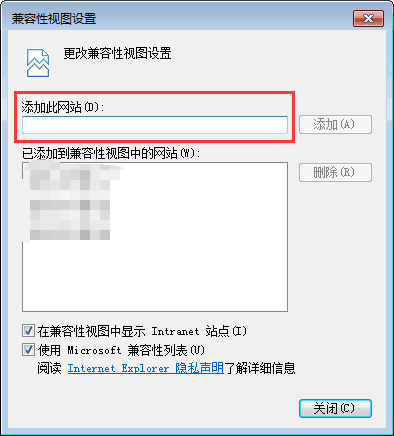 兼容性视图设置
更改兼容性视图设置
添加此网站(D):
添加(A)
已添加到兼容性视图中的网站(W):
删除(R)
在兼容性视图中显示 Intranet 站点(I)
使用 Microsoft 兼容性列表(U)
阅读 Internet Explorer 隐私声明了解详细信息
关闭(C)